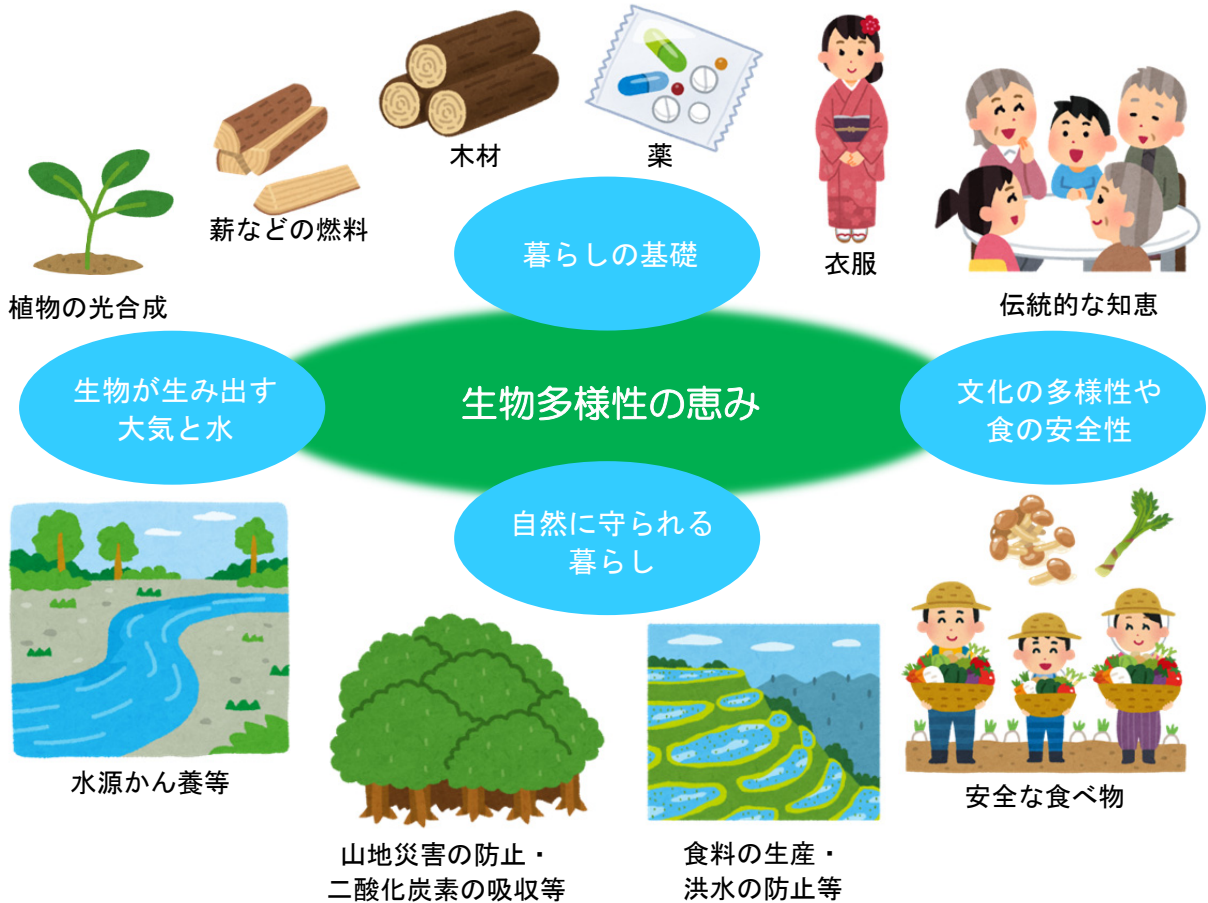 木材
薬
薪などの燃料
暮らしの基礎
衣服
植物の光合成
伝統的な知恵
生物が生み出す
大気と水
生物多様性の恵み
文化の多様性や
食の安全性
自然に守られる
暮らし
水源かん養等
安全な食べ物
山地災害の防止・
二酸化炭素の吸収等
食料の生産・
洪水の防止等